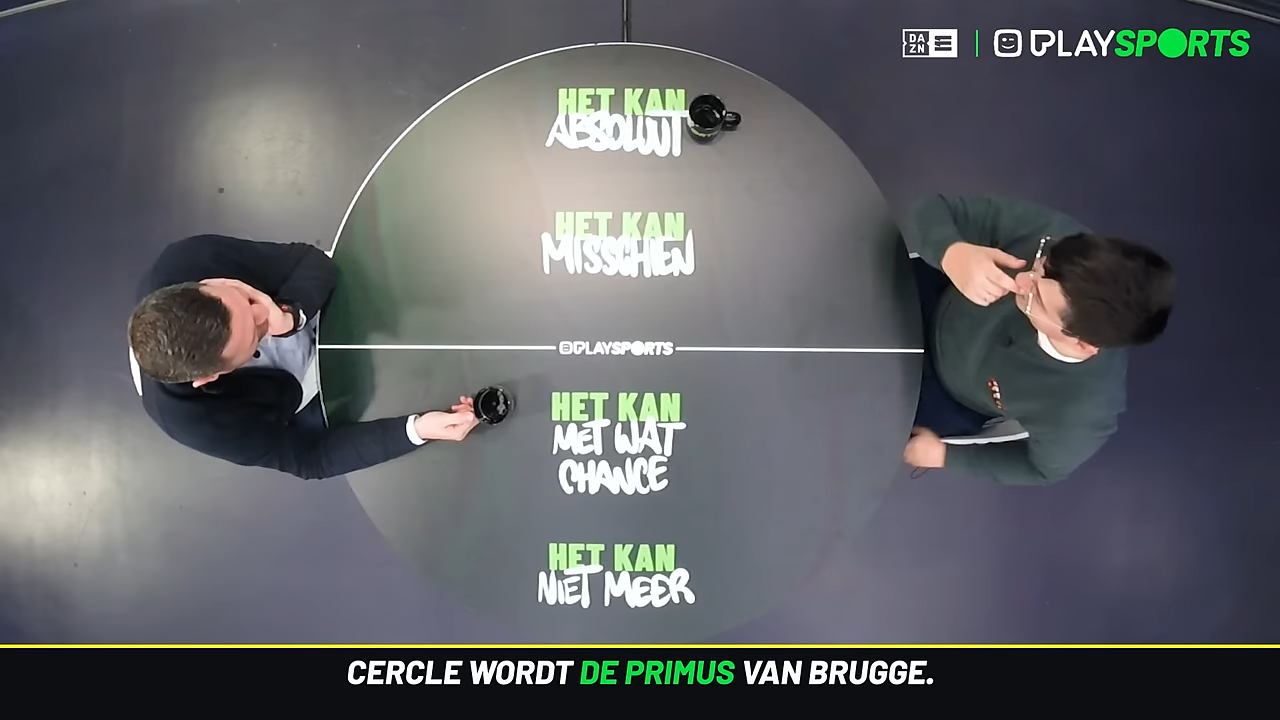 DAZN E | PLAYSPORTS
HET KAN
ABSOLUUT
HET KAN
MISSCHIEN
PLAYSPORTS
HET KAN
MET WAT
CHANCE
HET KAN
NIET MEER
CERCLE WORDT DE PRIMUS VAN BRUGGE.